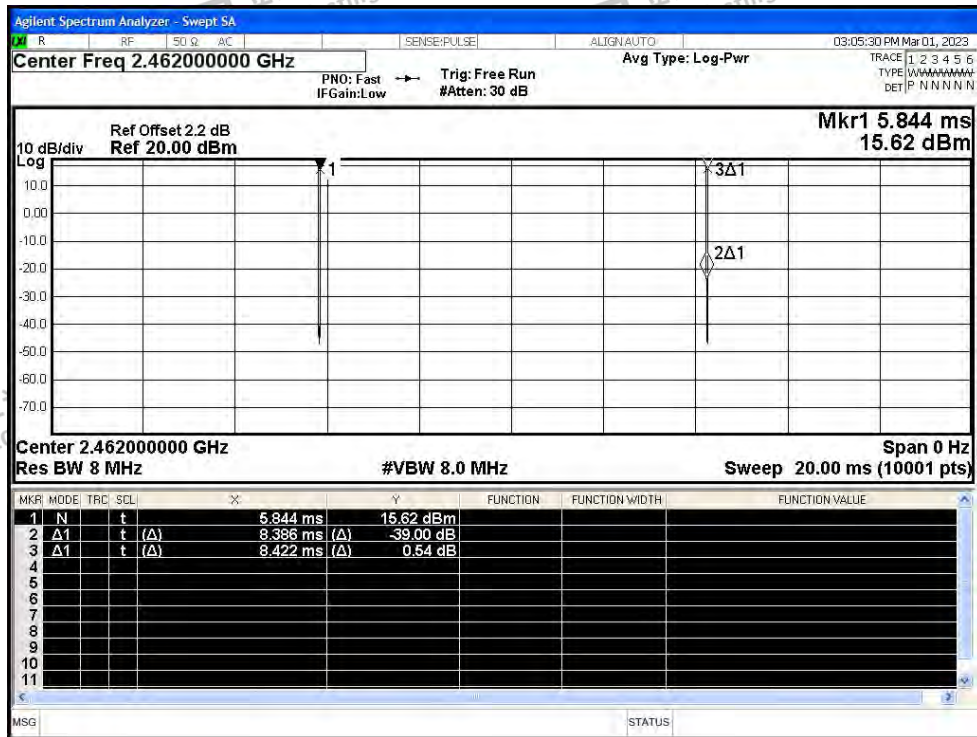 Agilent Spectrum Analyzer - Swept SA
LXI R RF 50 Ω AC SENSE:PULSE ALIGNAUTO 03:05:30 PM Mar 01, 2023
Center Freq 2.462000000 GHz
PNO: Fast
IFGain:Low
Trig: Free Run
#Atten: 30 dB
Avg Type: Log-Pwr
TRACE 1 2 3 4 5 6
TYPE
DET P N N N N N
Mkr1 5.844 ms
15.62 dBm
Ref Offset 2.2 dB
10 dB/div Ref 20.00 dBm
Log
1
3Δ1
10.0
0.00
-10.0
2Δ1
-20.0
-30.0
-40.0
-50.0
-60.0
-70.0
Center 2.462000000 GHz Span 0 Hz
Res BW 8 MHz #VBW 8.0 MHz Sweep 20.00 ms (10001 pts)
MKR MODE TRC SCL X Y FUNCTION FUNCTION WIDTH FUNCTION VALUE
1 N t 5.844 ms 15.62 dBm
2 Δ1 t (Δ) 8.386 ms (Δ) -39.00 dB
3 Δ1 t (Δ) 8.422 ms (Δ) 0.54 dB
4
5
6
7
8
9
10
11
MSG STATUS